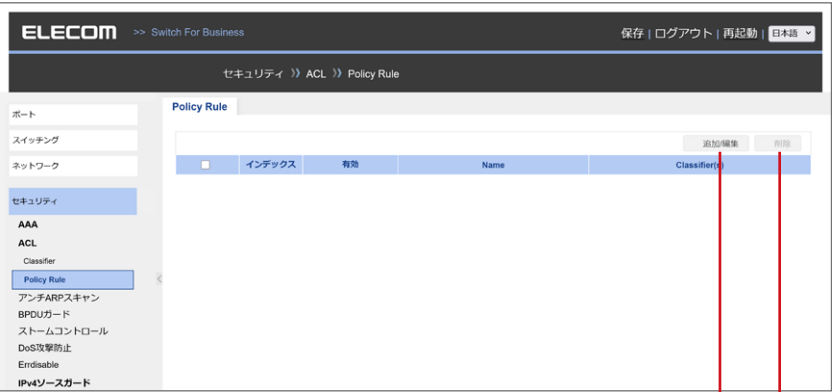 ELECOM >> Switch For Business 保存 | ログアウト | 再起動 | 日本語
セキュリティ 》 ACL 》 Policy Rule
ポート
スイッチング
ネットワーク
セキュリティ
AAA
ACL
Classifier
Policy Rule
アンチARPスキャン
BPDUガード
ストームコントロール
DoS攻撃防止
Errdisable
IPv4ソースガード
Policy Rule
追加/編集 削除
インデックス 有効 Name Classifier(s)